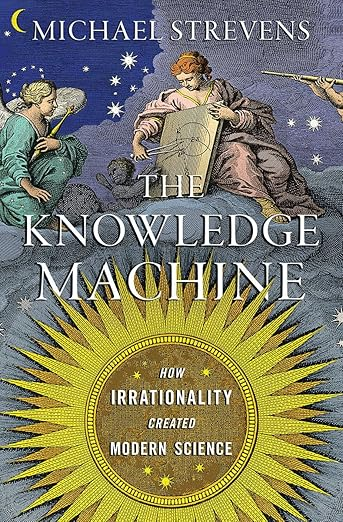 MICHAEL STREVENS
THE
KNOWLEDGE
MACHINE
HOW
IRRATIONALITY
CREATED
MODERN SCIENCE